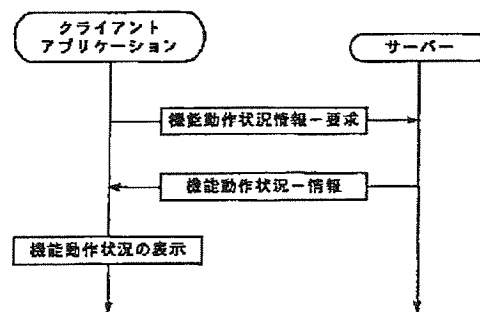 クライアント
アプリケーション
サーバー
機能動作状況情報ー要求
機能動作状況ー情報
機能動作状況の表示